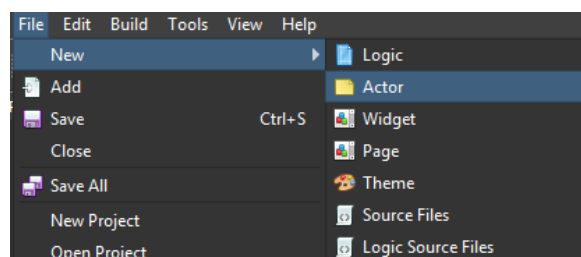 File Edit Build Tools View Help
New
Add
Save Ctrl+S
Close
Save All
New Project
Open Project
Logic
Actor
Widget
Page
Theme
Source Files
Logic Source Files